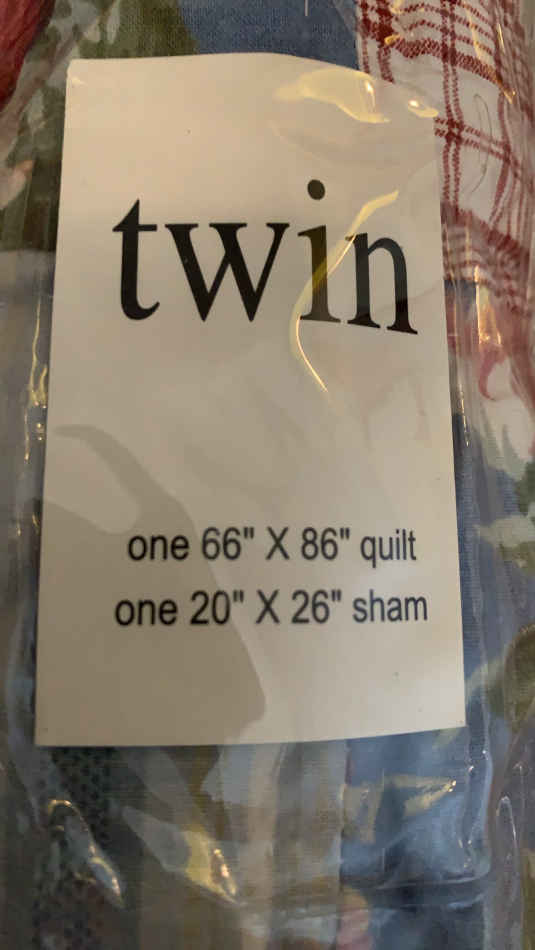 twin
one 66" X 86" quilt
one 20" X 26" sham